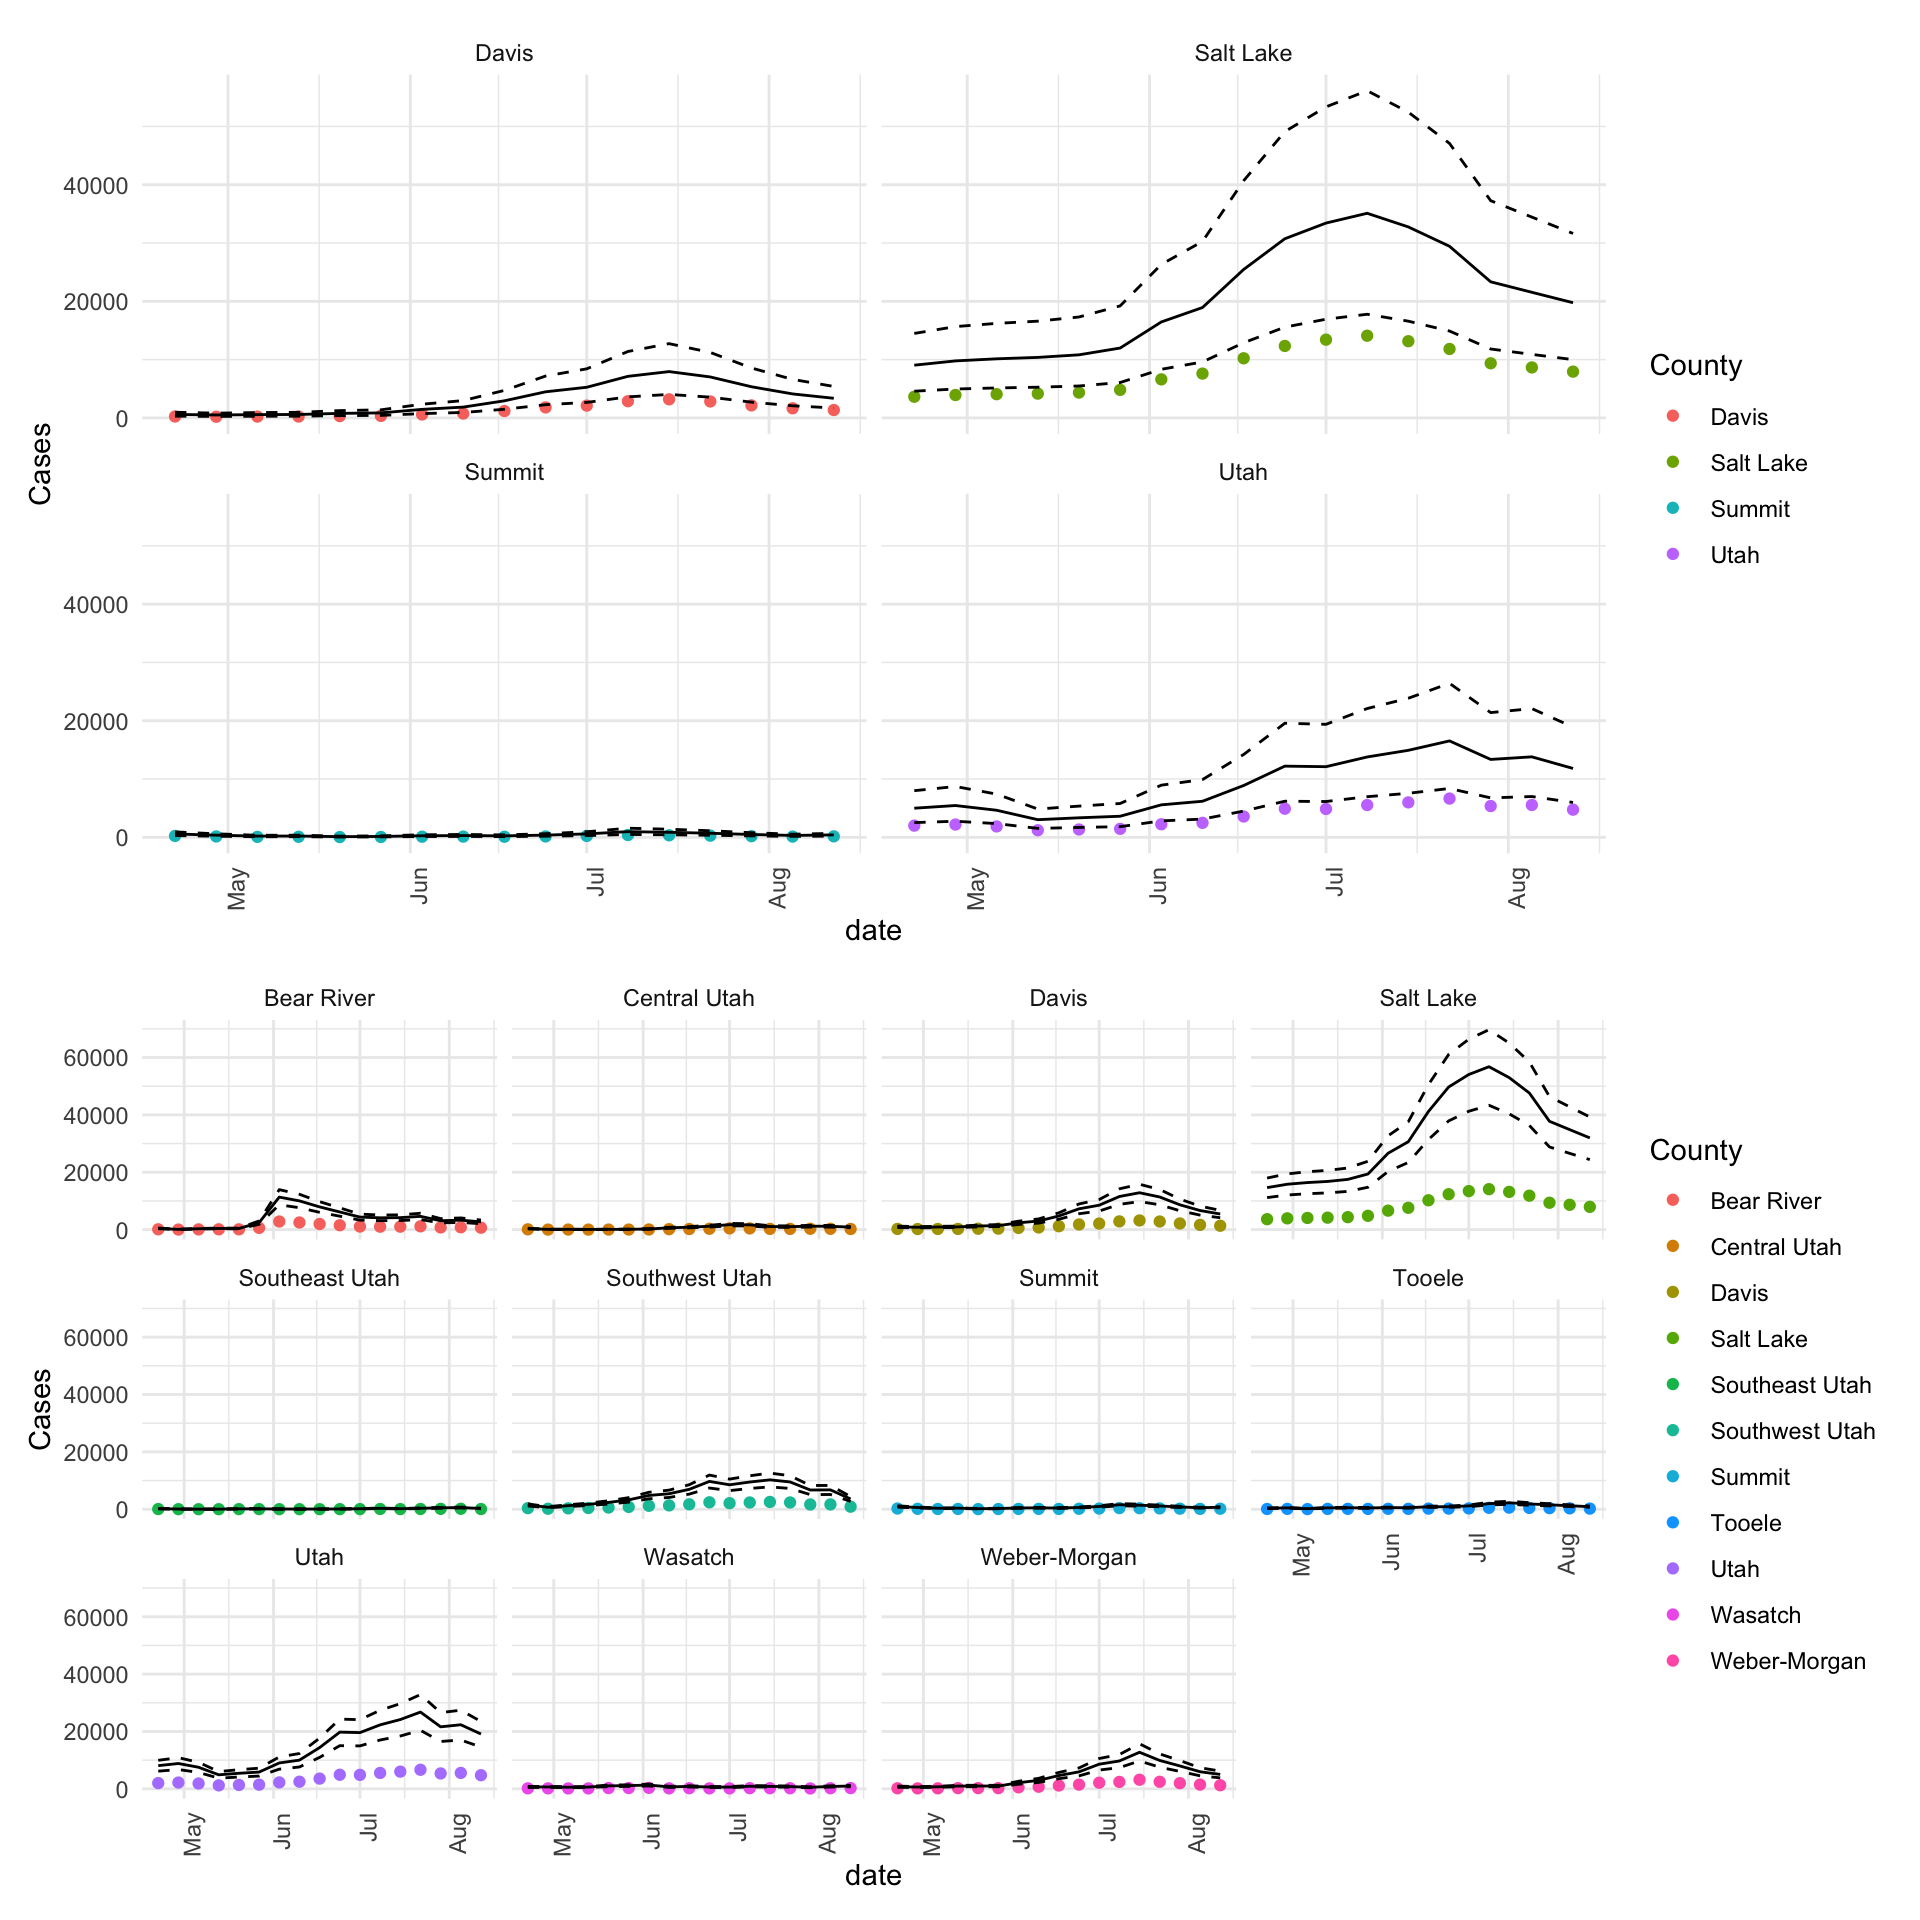 Davis
Salt Lake
40000
20000
0
Summit
Utah
40000
20000
0
May
Jun
Jul
Aug
May
Jun
Jul
Aug
Cases
date
County
Davis
Salt Lake
Summit
Utah
Bear River
Central Utah
Davis
Salt Lake
60000
40000
20000
0
Southeast Utah
Southwest Utah
Summit
Tooele
60000
40000
20000
0
May
Jun
Jul
Aug
Utah
Wasatch
Weber-Morgan
60000
40000
20000
0
May
Jun
Jul
Aug
May
Jun
Jul
Aug
May
Jun
Jul
Aug
Cases
date
County
Bear River
Central Utah
Davis
Salt Lake
Southeast Utah
Southwest Utah
Summit
Tooele
Utah
Wasatch
Weber-Morgan